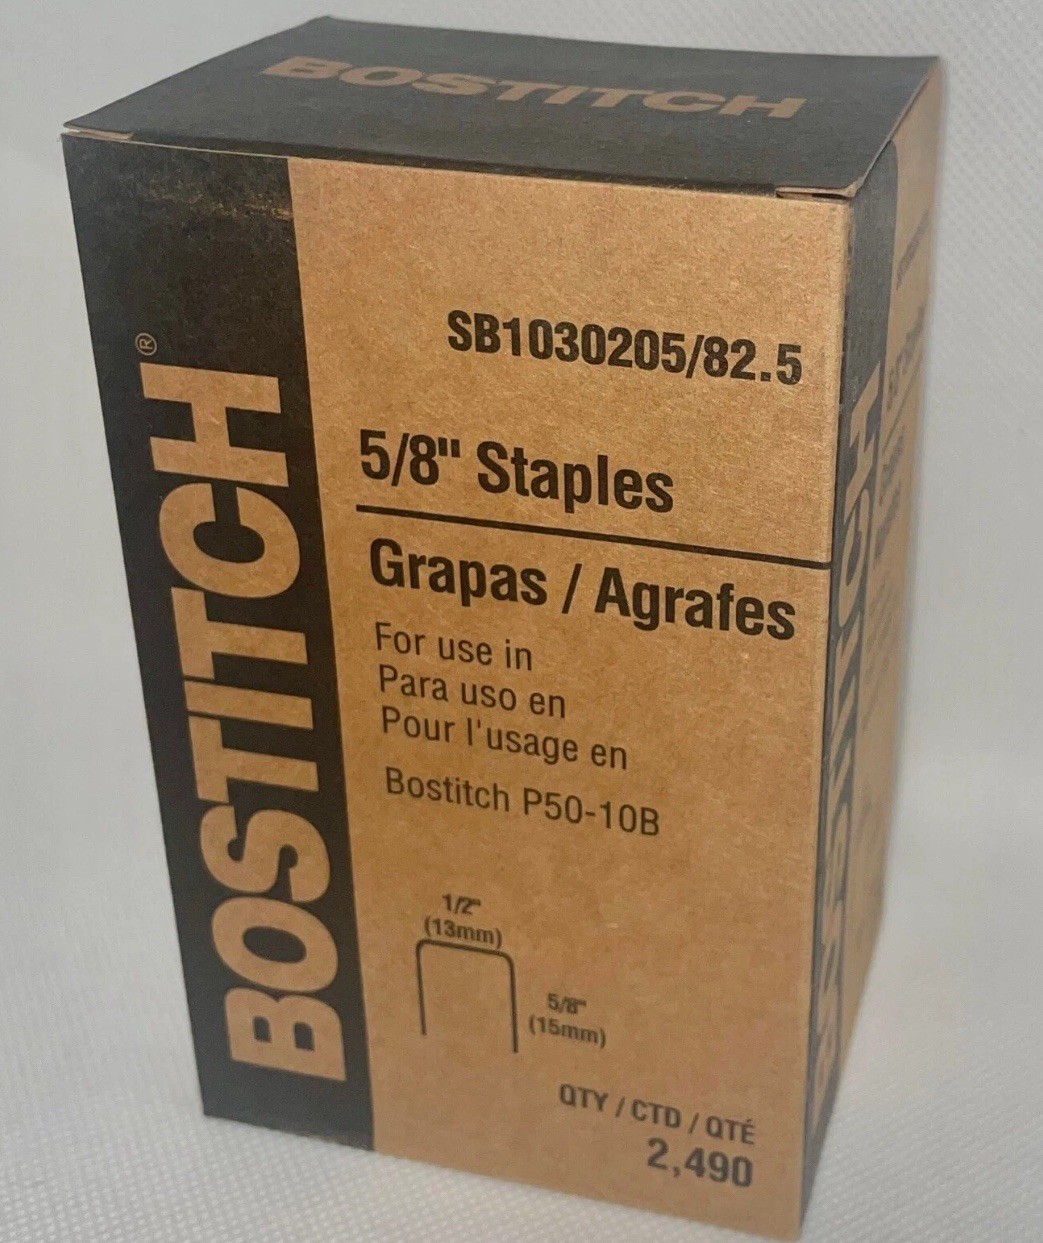 BOSTITCH
BOSTITCH®
SB1030205/82.5
5/8" Staples
Grapas / Agrafes
For use in
Para uso en
Pour l'usage en
Bostitch P50-10B
1/2"
(13mm)
5/8"
(15mm)
QTY / CTD / QTÉ
2,490
BOSTITCH